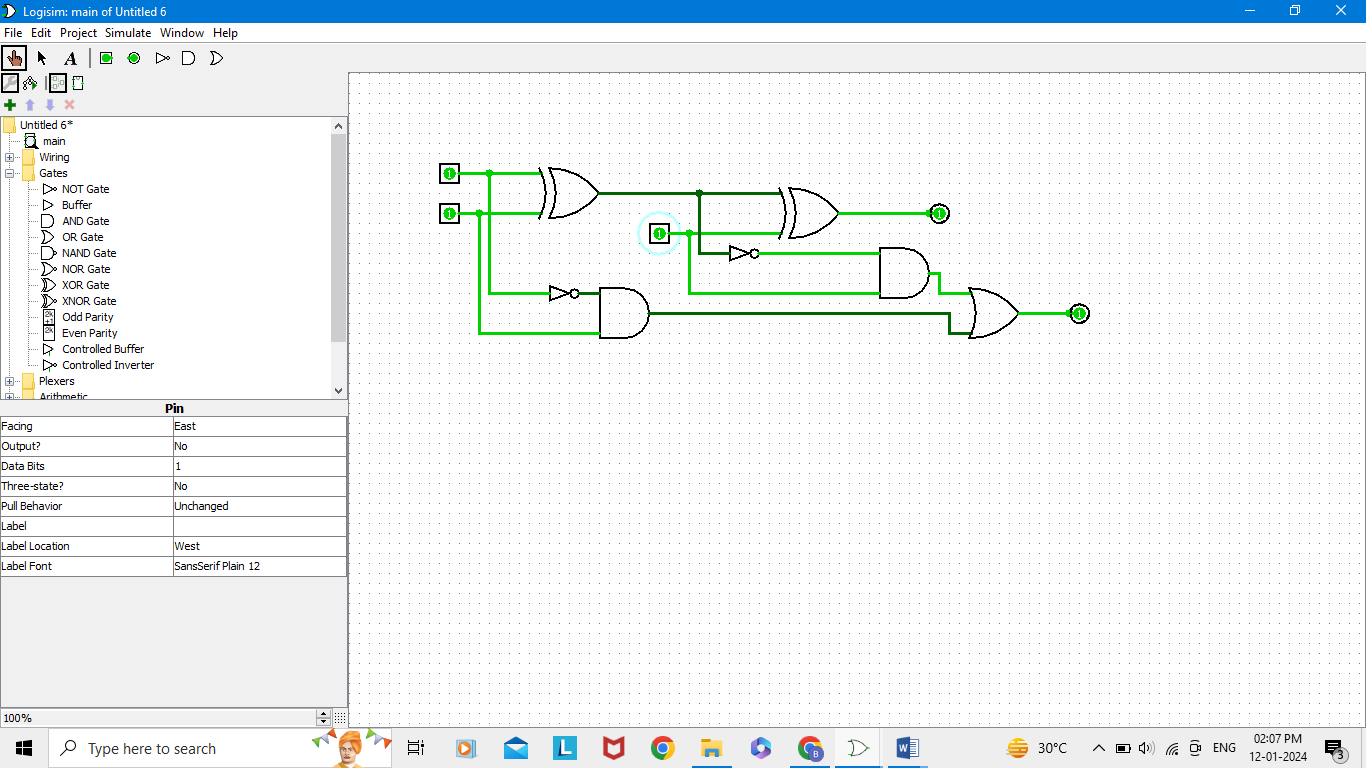 Logisim: main of Untitled 6
File Edit Project Simulate Window Help
A
Untitled 6*
main
Wiring
Gates
NOT Gate
Buffer
AND Gate
OR Gate
NAND Gate
NOR Gate
XOR Gate
XNOR Gate
Odd Parity
Even Parity
Controlled Buffer
Controlled Inverter
Plexers
Arithmetic
1
1
1
1
1
Pin
Facing East
Output? No
Data Bits 1
Three-state? No
Pull Behavior Unchanged
Label
Label Location West
Label Font SansSerif Plain 12
100%
Type here to search
L
B
W
30°C
ENG
02:07 PM
12-01-2024
3